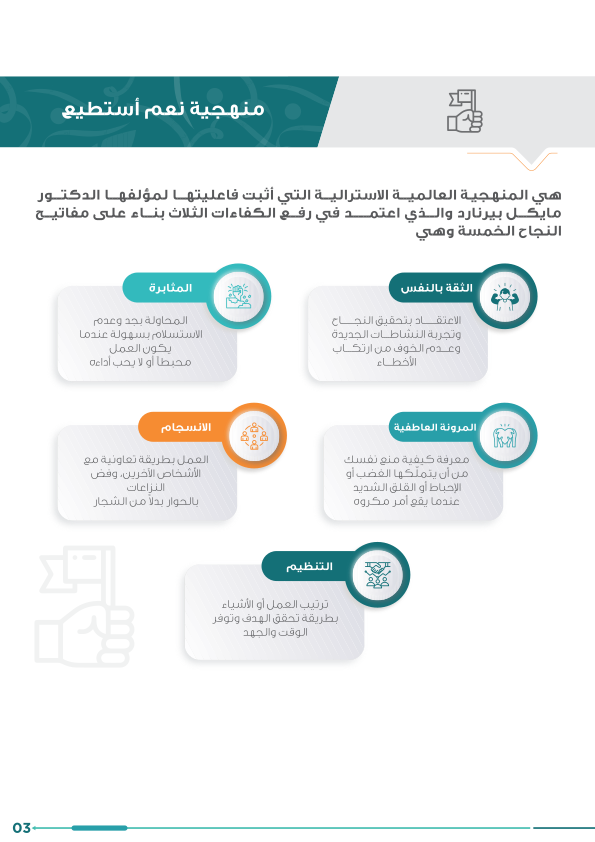 منهجية نعم أستطيع
هي المنهجية العالمية الاسترالية التي أثبت فاعليتها لمؤلفها الدكتور
مايكل بيرنارد والذي اعتمد في رفع الكفاءات الثلاث بناء على مفاتيح
النجاح الخمسة وهي
الثقة بالنفس
الاعتقاد بتحقيق النجاح
وتجربة النشاطات الجديدة
وعدم الخوف من ارتكاب
الأخطاء
المثابرة
المحاولة بجد وعدم
الاستسلام بسهولة عندما
يكون العمل
محبطاً أو لا يحب أداءه
المرونة العاطفية
معرفة كيفية منع نفسك
من أن يتملّكها الغضب أو
الإحباط أو القلق الشديد
عندما يقع أمر مكروه
الانسجام
العمل بطريقة تعاونية مع
الأشخاص الآخرين، وفض
النزاعات
بالحوار بدلاً من الشجار
التنظيم
ترتيب العمل أو الأشياء
بطريقة تحقق الهدف وتوفر
الوقت والجهد
03